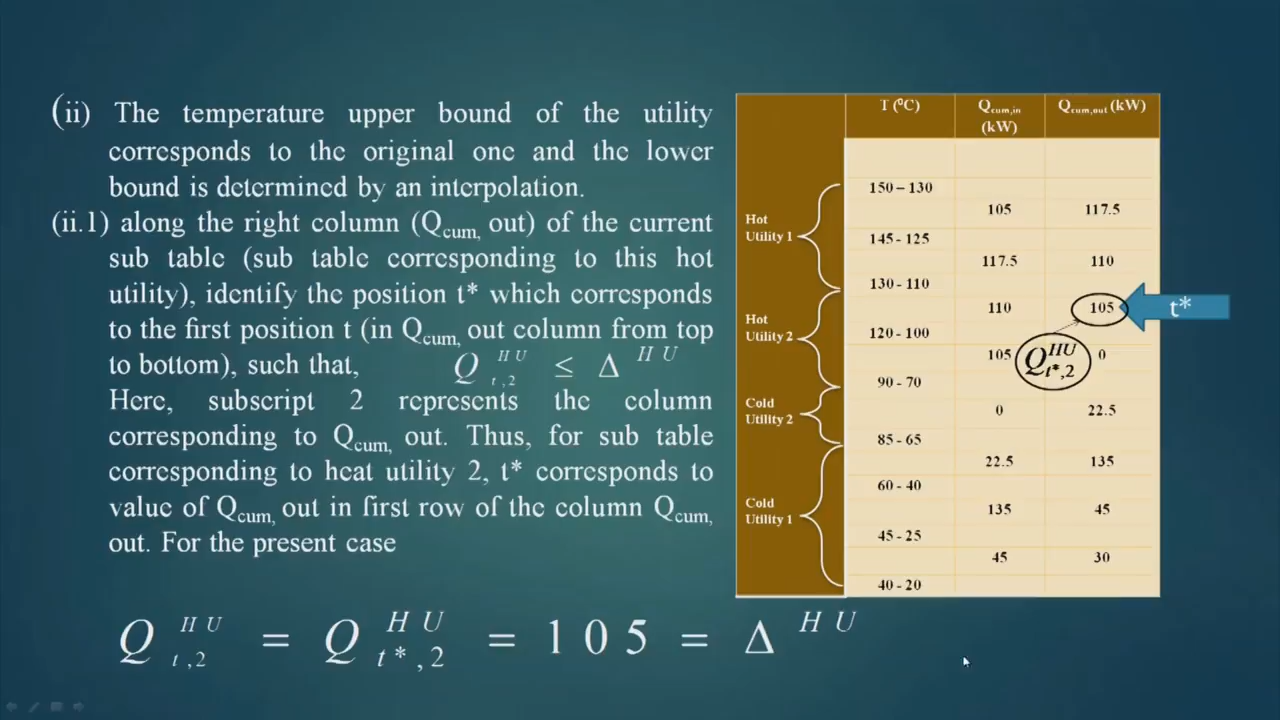 (ii) The temperature upper bound of the utility
corresponds to the original one and the lower
bound is determined by an interpolation.
(ii.1) along the right column (Qcum, out) of the current
sub table (sub table corresponding to this hot
utility), identify the position t* which corresponds
to the first position t (in Qcum, out column from top
to bottom), such that, Q t,2 HU ≤ Δ HU
Here, subscript 2 represents the column
corresponding to Qcum, out. Thus, for sub table
corresponding to heat utility 2, t* corresponds to
value of Qcum, out in first row of the column Qcum,
out. For the present case
Q t,2 HU = Q t*,2 HU = 105 = Δ HU
T (⁰C) Qcum,in (kW) Qcum,out (kW)
150 – 130
105 117.5
Hot
Utility 1
145 - 125
117.5 110
130 - 110
110 105 t*
Hot
Utility 2
120 - 100
105 Q t*,2 HU 0
90 - 70
Cold
Utility 2
0 22.5
85 - 65
22.5 135
60 - 40
Cold
Utility 1
135 45
45 - 25
45 30
40 - 20